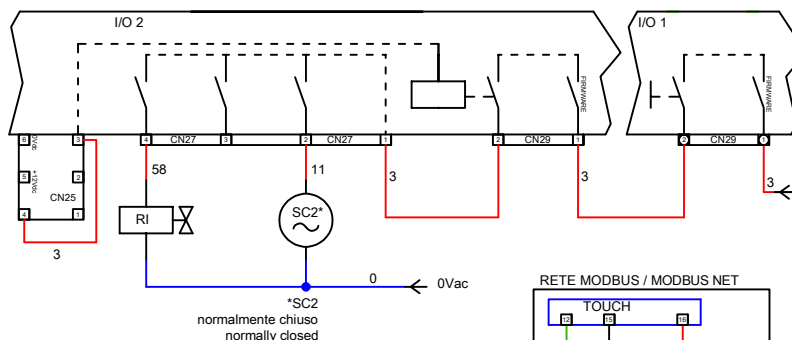 I/O 2
I/O 1
FIRMWARE
FIRMWARE
6
3
4
CN27
3
2
CN27
1
2
CN29
1
2
CN29
1
0Vdc
5
+12Vdc
2
CN25
4
1
58
11
3
3
3
RI
SC2*
3
0
0Vac
*SC2
normalmente chiuso
normally closed
RETE MODBUS / MODBUS NET
TOUCH
12
15
16